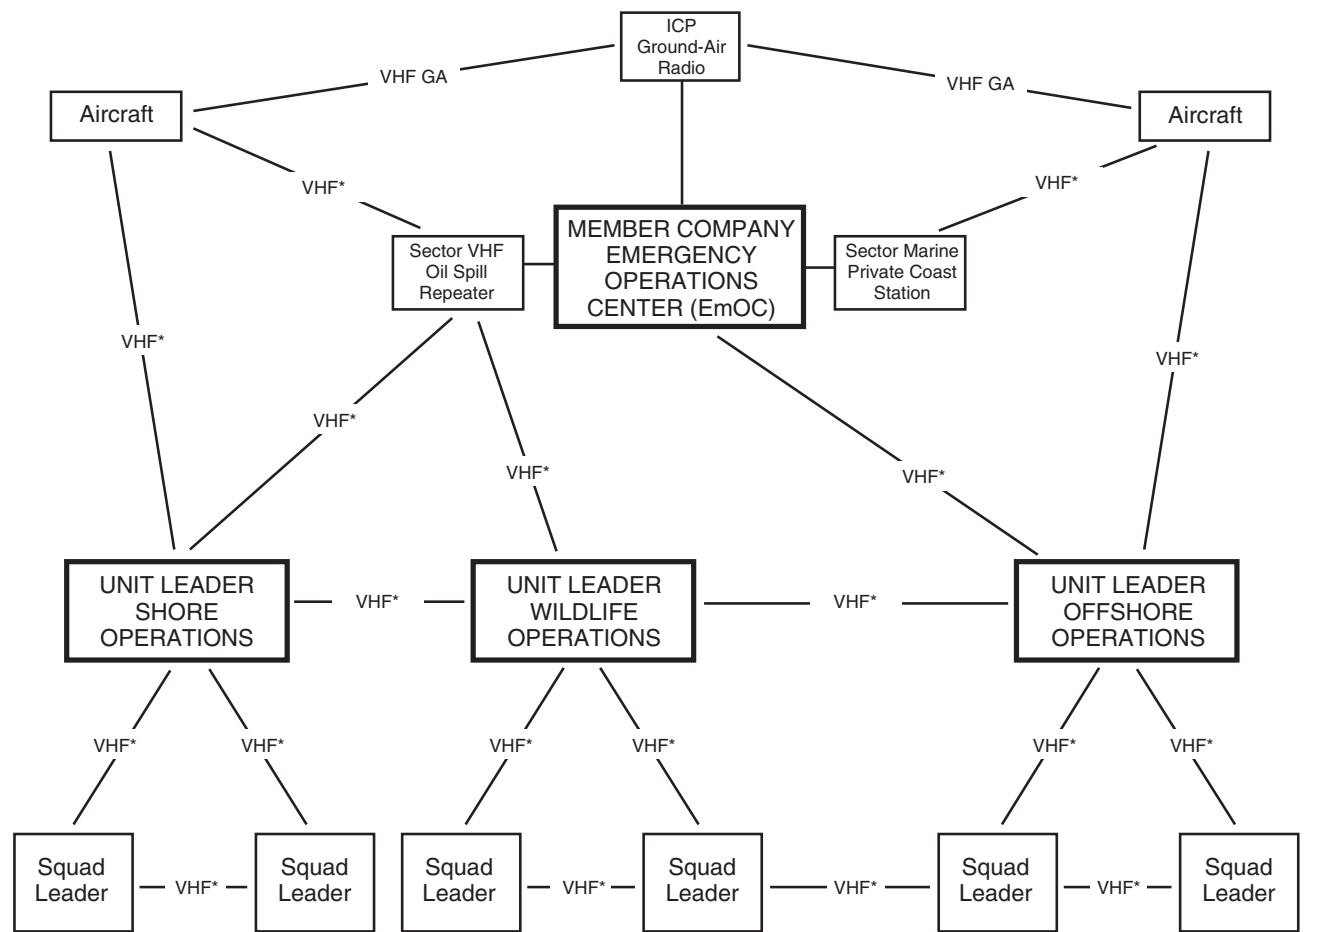 ICP
Ground-Air
Radio
VHF GA
VHF GA
Aircraft
Aircraft
VHF*
VHF*
MEMBER COMPANY
EMERGENCY
OPERATIONS
CENTER (EmOC)
Sector VHF
Oil Spill
Repeater
Sector Marine
Private Coast
Station
VHF*
VHF*
VHF*
VHF*
VHF*
UNIT LEADER
SHORE
OPERATIONS
VHF*
UNIT LEADER
WILDLIFE
OPERATIONS
VHF*
UNIT LEADER
OFFSHORE
OPERATIONS
VHF*
VHF*
VHF*
VHF*
VHF*
VHF*
Squad
Leader
VHF*
Squad
Leader
Squad
Leader
VHF*
Squad
Leader
VHF*
Squad
Leader
VHF*
Squad
Leader